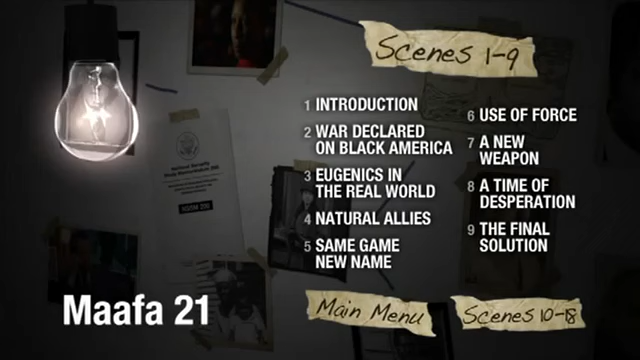 Scenes 1-9
1 INTRODUCTION
2 WAR DECLARED
ON BLACK AMERICA
3 EUGENICS IN
THE REAL WORLD
4 NATURAL ALLIES
5 SAME GAME
NEW NAME
6 USE OF FORCE
7 A NEW
WEAPON
8 A TIME OF
DESPERATION
9 THE FINAL
SOLUTION
Maafa 21
Main Menu
Scenes 10-18